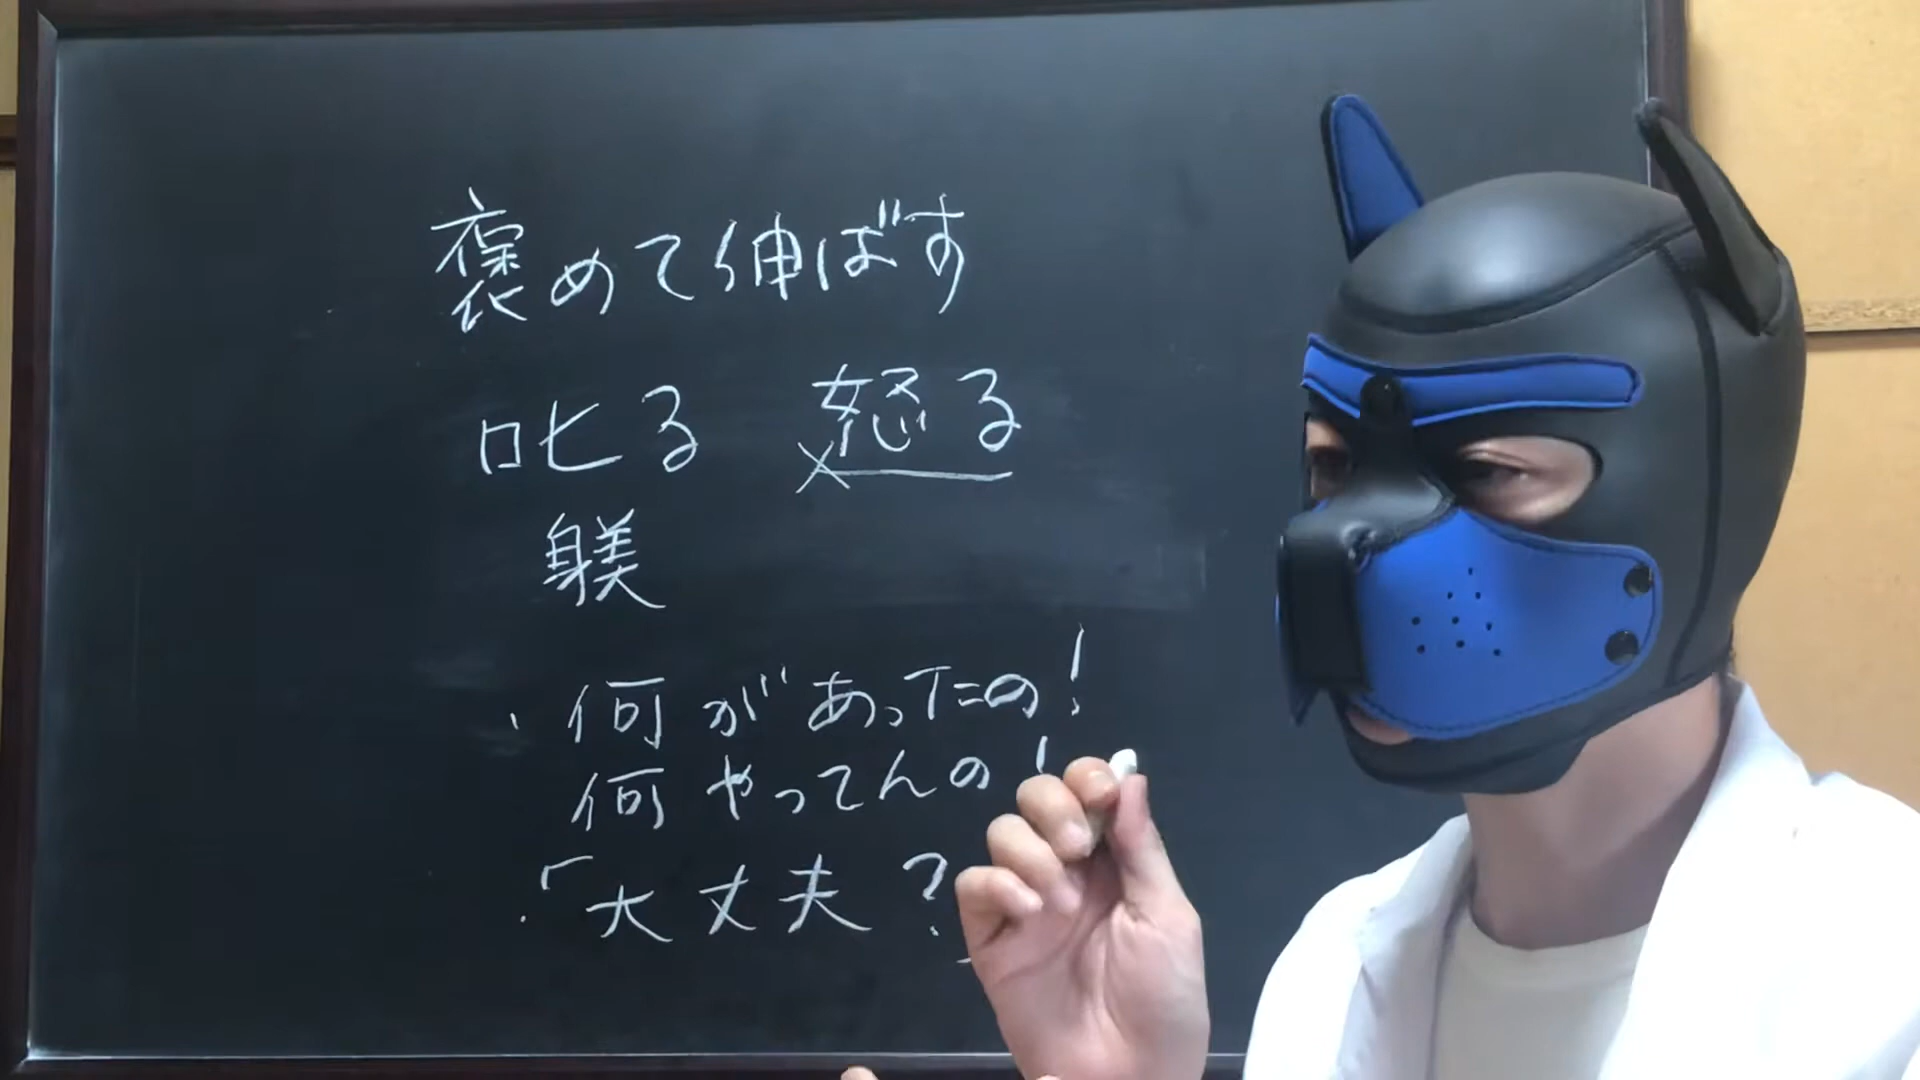 褒めて伸ばす
叱る 怒る
躾
・何があったの!
何やってんの!
・「大丈夫?」